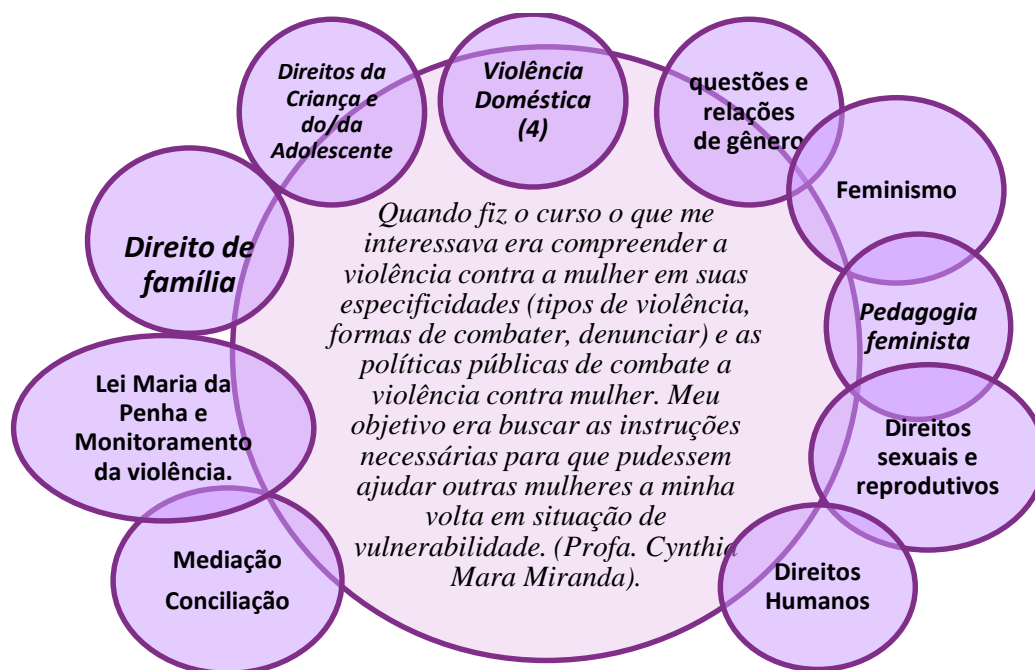 Direitos da
Criança e
do/da
Adolescente
Violência
Doméstica
(4)
questões e
relações
de gênero
Feminismo
Pedagogia
feminista
Direitos
sexuais e
reprodutivos
Direitos
Humanos
Mediação
Conciliação
Lei Maria da
Penha e
Monitoramento
da violência.
Direito de
família
Quando fiz o curso o que me
interessava era compreender a
violência contra a mulher em suas
especificidades (tipos de violência,
formas de combater, denunciar) e as
políticas públicas de combate a
violência contra mulher. Meu
objetivo era buscar as instruções
necessárias para que pudessem
ajudar outras mulheres a minha
volta em situação de
vulnerabilidade. (Profa. Cynthia
Mara Miranda).